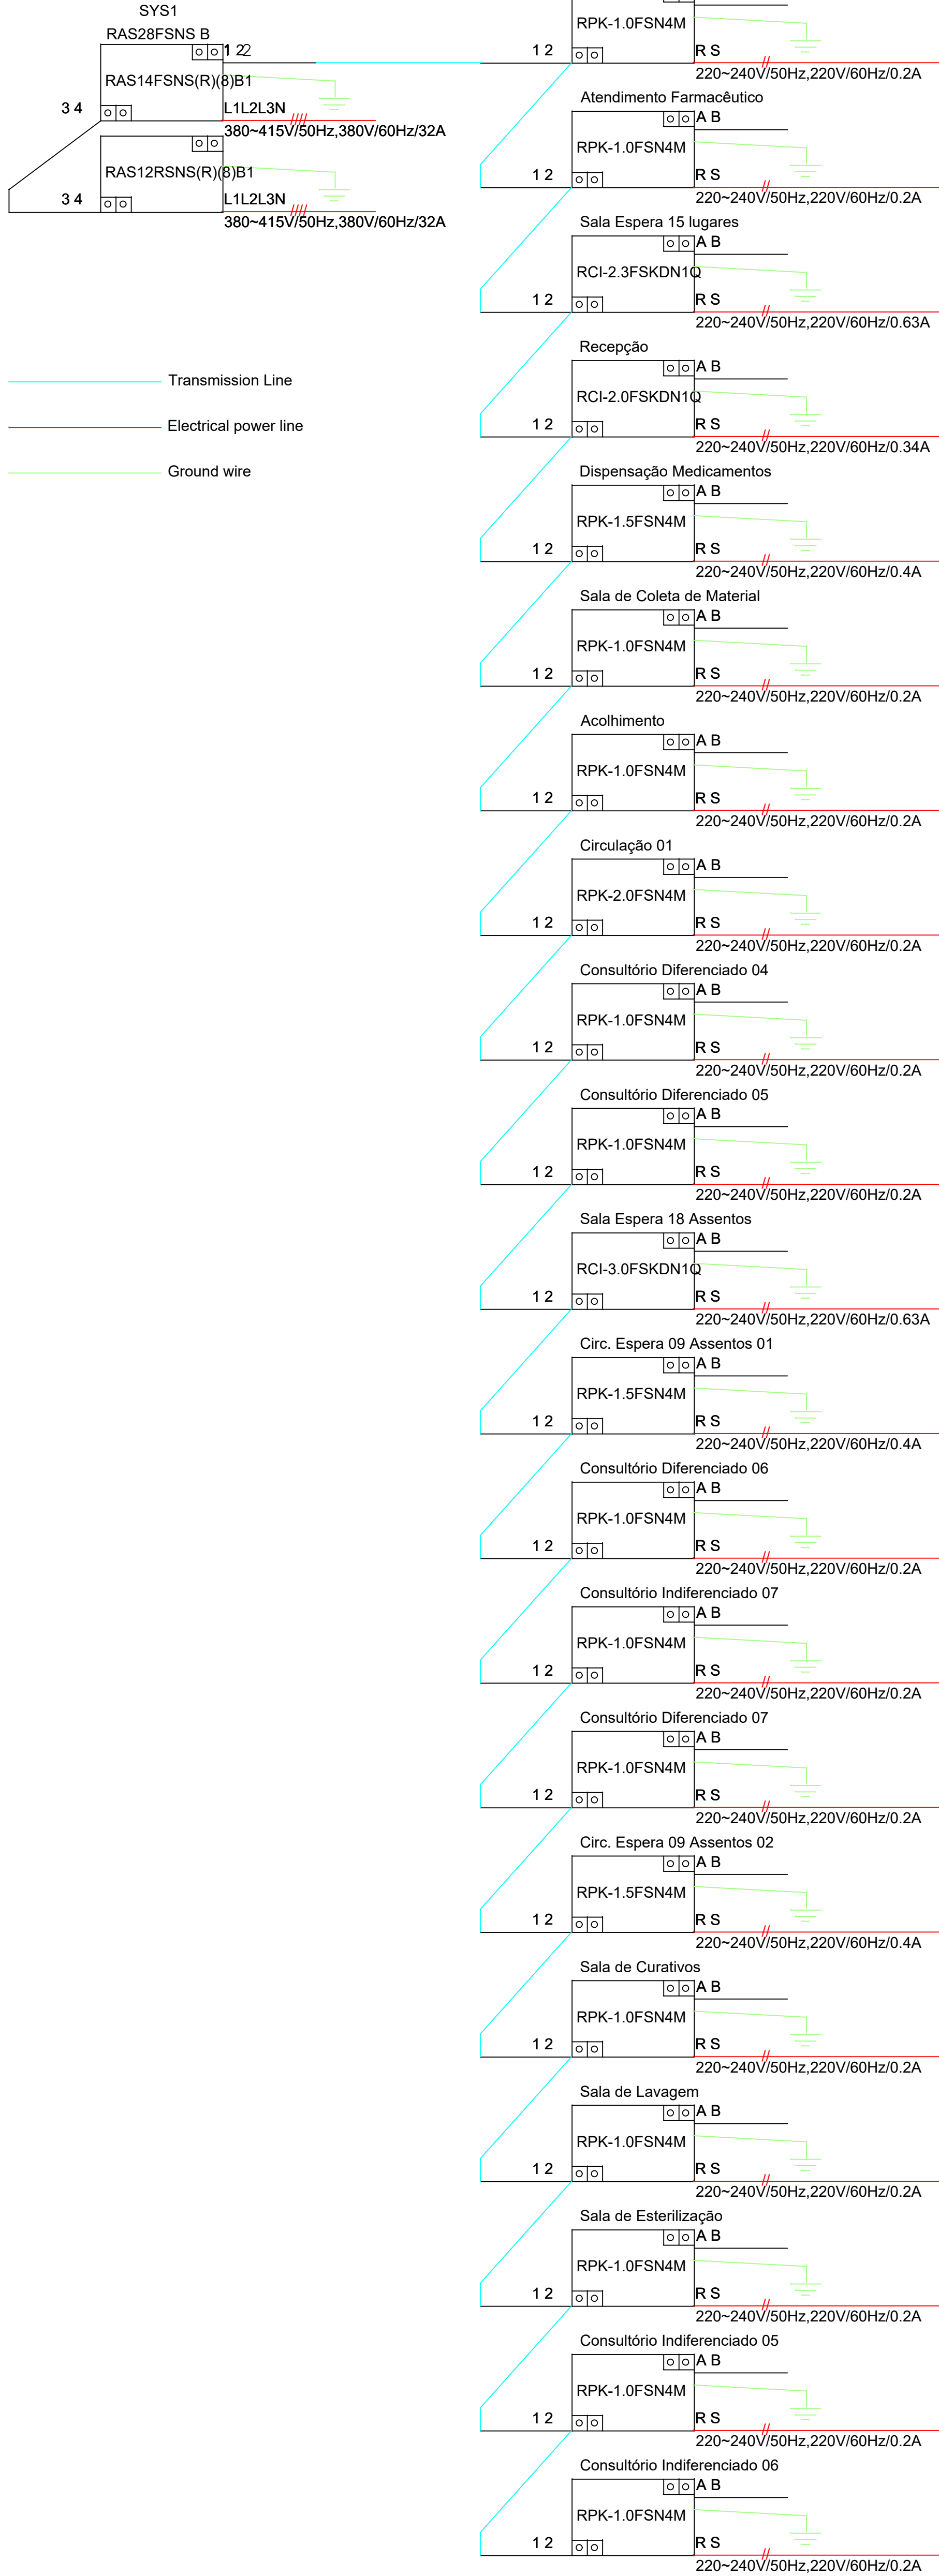 SYS1
RAS28FSNS B
1 2 2
RAS14FSNS(R)(8)B1
3 4
L1L2L3N
380~415V/50Hz,380V/60Hz/32A
RAS12RSNS(R)(8)B1
3 4
L1L2L3N
380~415V/50Hz,380V/60Hz/32A
Transmission Line
Electrical power line
Ground wire
RPK-1.0FSN4M
1 2
R S
220~240V/50Hz,220V/60Hz/0.2A
Atendimento Farmacêutico
A B
RPK-1.0FSN4M
1 2
R S
220~240V/50Hz,220V/60Hz/0.2A
Sala Espera 15 lugares
A B
RCI-2.3FSKDN1Q
1 2
R S
220~240V/50Hz,220V/60Hz/0.63A
Recepção
A B
RCI-2.0FSKDN1Q
1 2
R S
220~240V/50Hz,220V/60Hz/0.34A
Dispensação Medicamentos
A B
RPK-1.5FSN4M
1 2
R S
220~240V/50Hz,220V/60Hz/0.4A
Sala de Coleta de Material
A B
RPK-1.0FSN4M
1 2
R S
220~240V/50Hz,220V/60Hz/0.2A
Acolhimento
A B
RPK-1.0FSN4M
1 2
R S
220~240V/50Hz,220V/60Hz/0.2A
Circulação 01
A B
RPK-2.0FSN4M
1 2
R S
220~240V/50Hz,220V/60Hz/0.2A
Consultório Diferenciado 04
A B
RPK-1.0FSN4M
1 2
R S
220~240V/50Hz,220V/60Hz/0.2A
Consultório Diferenciado 05
A B
RPK-1.0FSN4M
1 2
R S
220~240V/50Hz,220V/60Hz/0.2A
Sala Espera 18 Assentos
A B
RCI-3.0FSKDN1Q
1 2
R S
220~240V/50Hz,220V/60Hz/0.63A
Circ. Espera 09 Assentos 01
A B
RPK-1.5FSN4M
1 2
R S
220~240V/50Hz,220V/60Hz/0.4A
Consultório Diferenciado 06
A B
RPK-1.0FSN4M
1 2
R S
220~240V/50Hz,220V/60Hz/0.2A
Consultório Indiferenciado 07
A B
RPK-1.0FSN4M
1 2
R S
220~240V/50Hz,220V/60Hz/0.2A
Consultório Diferenciado 07
A B
RPK-1.0FSN4M
1 2
R S
220~240V/50Hz,220V/60Hz/0.2A
Circ. Espera 09 Assentos 02
A B
RPK-1.5FSN4M
1 2
R S
220~240V/50Hz,220V/60Hz/0.4A
Sala de Curativos
A B
RPK-1.0FSN4M
1 2
R S
220~240V/50Hz,220V/60Hz/0.2A
Sala de Lavagem
A B
RPK-1.0FSN4M
1 2
R S
220~240V/50Hz,220V/60Hz/0.2A
Sala de Esterilização
A B
RPK-1.0FSN4M
1 2
R S
220~240V/50Hz,220V/60Hz/0.2A
Consultório Indiferenciado 05
A B
RPK-1.0FSN4M
1 2
R S
220~240V/50Hz,220V/60Hz/0.2A
Consultório Indiferenciado 06
A B
RPK-1.0FSN4M
1 2
R S
220~240V/50Hz,220V/60Hz/0.2A